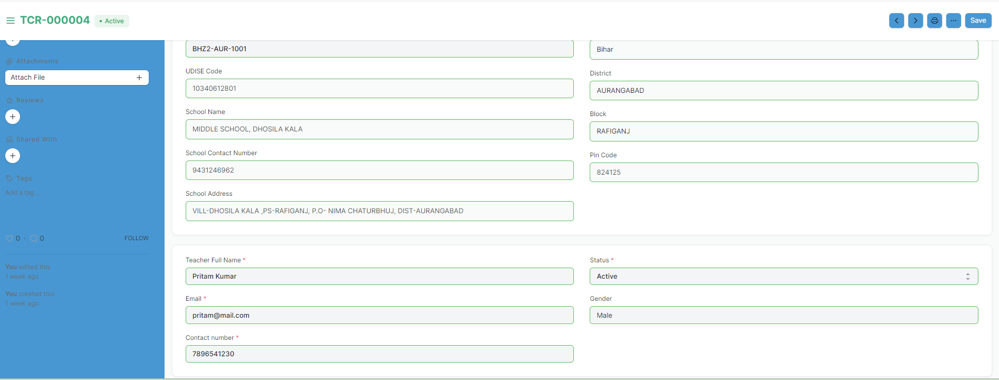 TCR-000004
• Active
Save
Attachments
Attach File
Reviews
Shared With
Tags
Add a tag ...
0 · 0
FOLLOW
You edited this
1 week ago
You created this
1 week ago
BHZ2-AUR-1001
UDISE Code
10340612801
School Name
MIDDLE SCHOOL, DHOSILA KALA
School Contact Number
9431246962
School Address
VILL-DHOSILA KALA ,PS-RAFIGANJ, P.O- NIMA CHATURBHUJ, DIST-AURANGABAD
Bihar
District
AURANGABAD
Block
RAFIGANJ
Pin Code
824125
Teacher Full Name *
Pritam Kumar
Email *
pritam@mail.com
Contact number *
7896541230
Status *
Active
Gender
Male